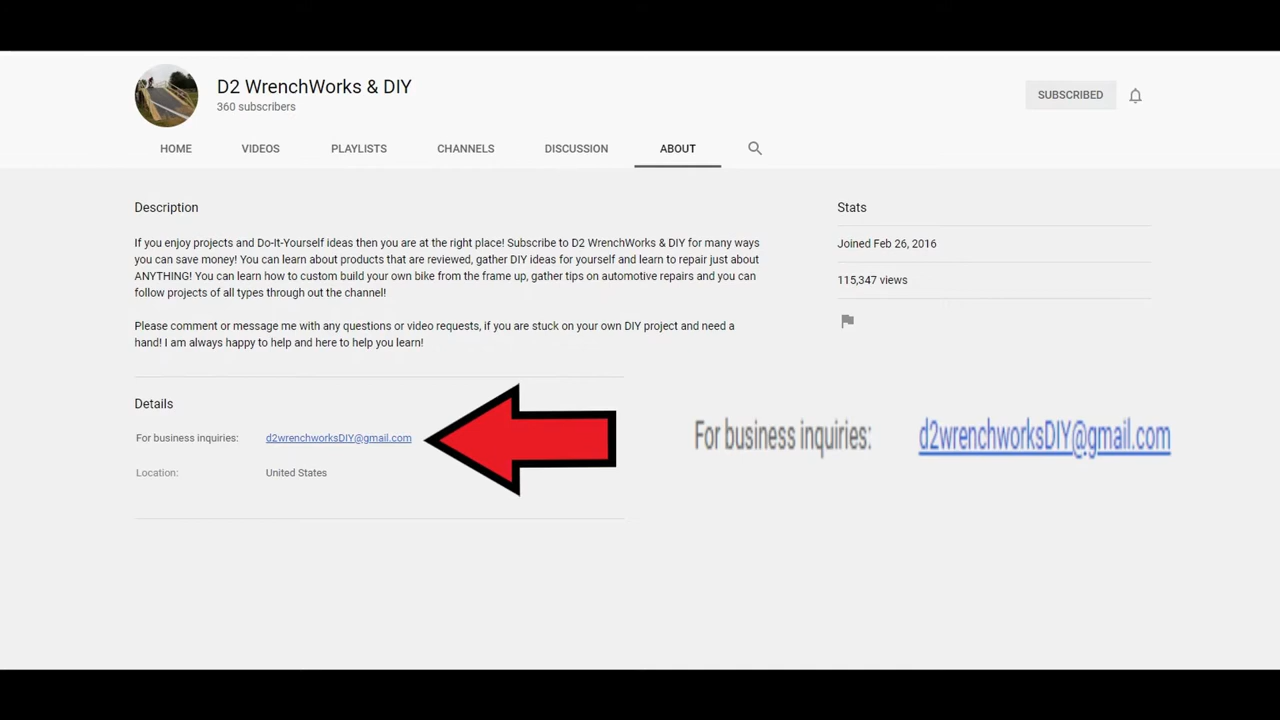 D2 WrenchWorks & DIY
360 subscribers
SUBSCRIBED
HOME VIDEOS PLAYLISTS CHANNELS DISCUSSION ABOUT
Description
If you enjoy projects and Do-It-Yourself ideas then you are at the right place! Subscribe to D2 WrenchWorks & DIY for many ways
you can save money! You can learn about products that are reviewed, gather DIY ideas for yourself and learn to repair just about
ANYTHING! You can learn how to custom build your own bike from the frame up, gather tips on automotive repairs and you can
follow projects of all types through out the channel!
Please comment or message me with any questions or video requests, if you are stuck on your own DIY project and need a
hand! I am always happy to help and here to help you learn!
Stats
Joined Feb 26, 2016
115,347 views
Details
For business inquiries: d2wrenchworksDIY@gmail.com
Location: United States
For business inquiries: d2wrenchworksDIY@gmail.com